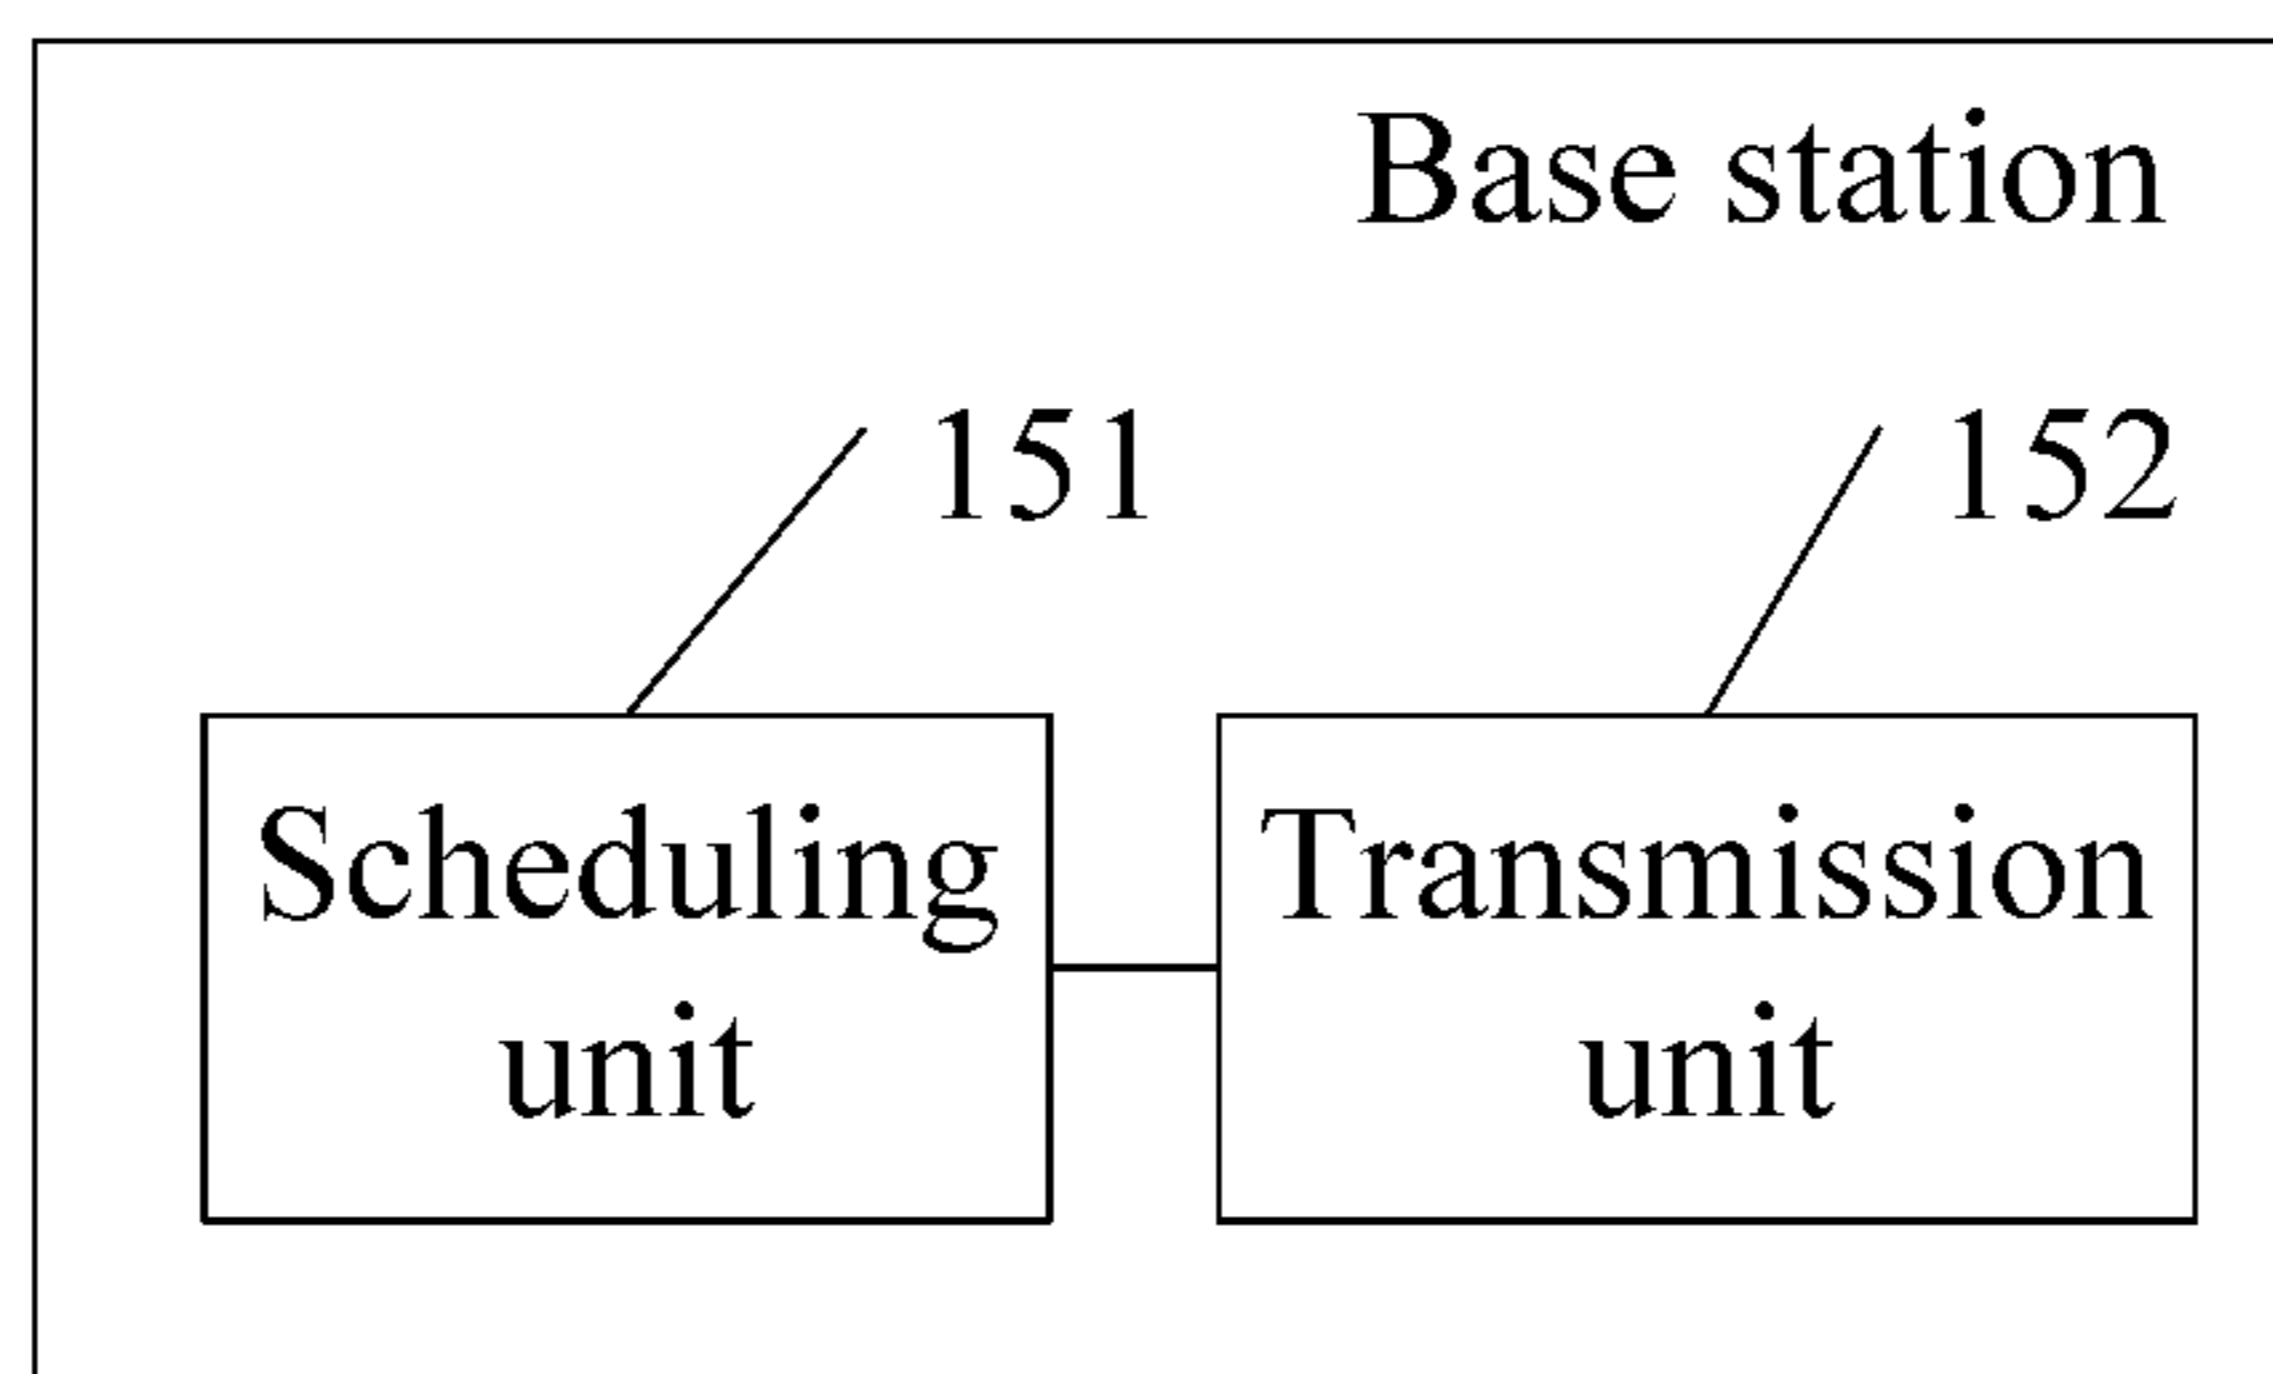 Base station
151
152
Scheduling
unit
Transmission
unit